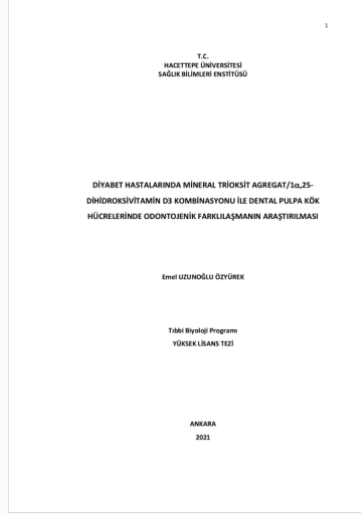 1
T.C.
HACETTEPE ÜNİVERSİTESİ
SAĞLIK BİLİMLERİ ENSTİTÜSÜ
DİYABET HASTALARINDA MİNERAL TRİOKSİT AGREGAT/1α,25-
DİHİDROKSİVİTAMİN D3 KOMBİNASYONU İLE DENTAL PULPA KÖK
HÜCRELERİNDE ODONTOJENİK FARKLILAŞMANIN ARAŞTIRILMASI
Emel UZUNOĞLU ÖZYÜREK
Tıbbi Biyoloji Programı
YÜKSEK LİSANS TEZİ
ANKARA
2021